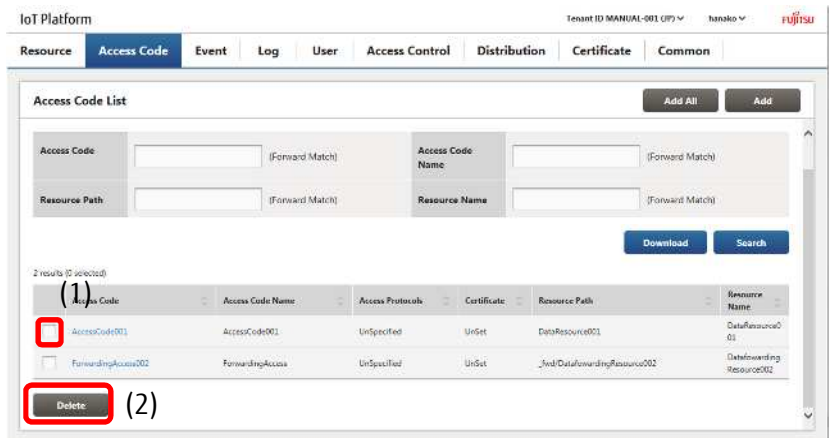 IoT Platform Tenant ID MANUAL-001 (JP) hanako FUJITSU
Resource Access Code Event Log User Access Control Distribution Certificate Common
Access Code List Add All Add
Access Code (Forward Match) Access Code Name (Forward Match)
Resource Path (Forward Match) Resource Name (Forward Match)
Download Search
2 results (0 selected)
(1)
Access Code Access Code Name Access Protocols Certificate Resource Path Resource Name
AccessCode001 AccessCode001 UnSpecified UnSet DataResource001 DataResource001
ForwardingAccess002 ForwardingAccess UnSpecified UnSet _fwd/DatafowardingResource002 DatafowardingResource002
Delete (2)